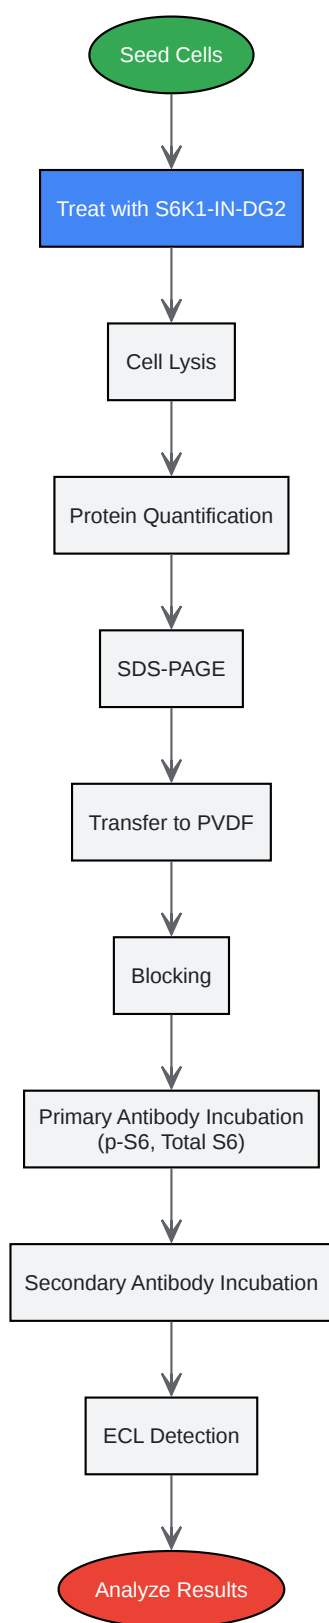 Seed Cells
Treat with S6K1-IN-DG2
Cell Lysis
Protein Quantification
SDS-PAGE
Transfer to PVDF
Blocking
Primary Antibody Incubation
(p-S6, Total S6)
Secondary Antibody Incubation
ECL Detection
Analyze Results